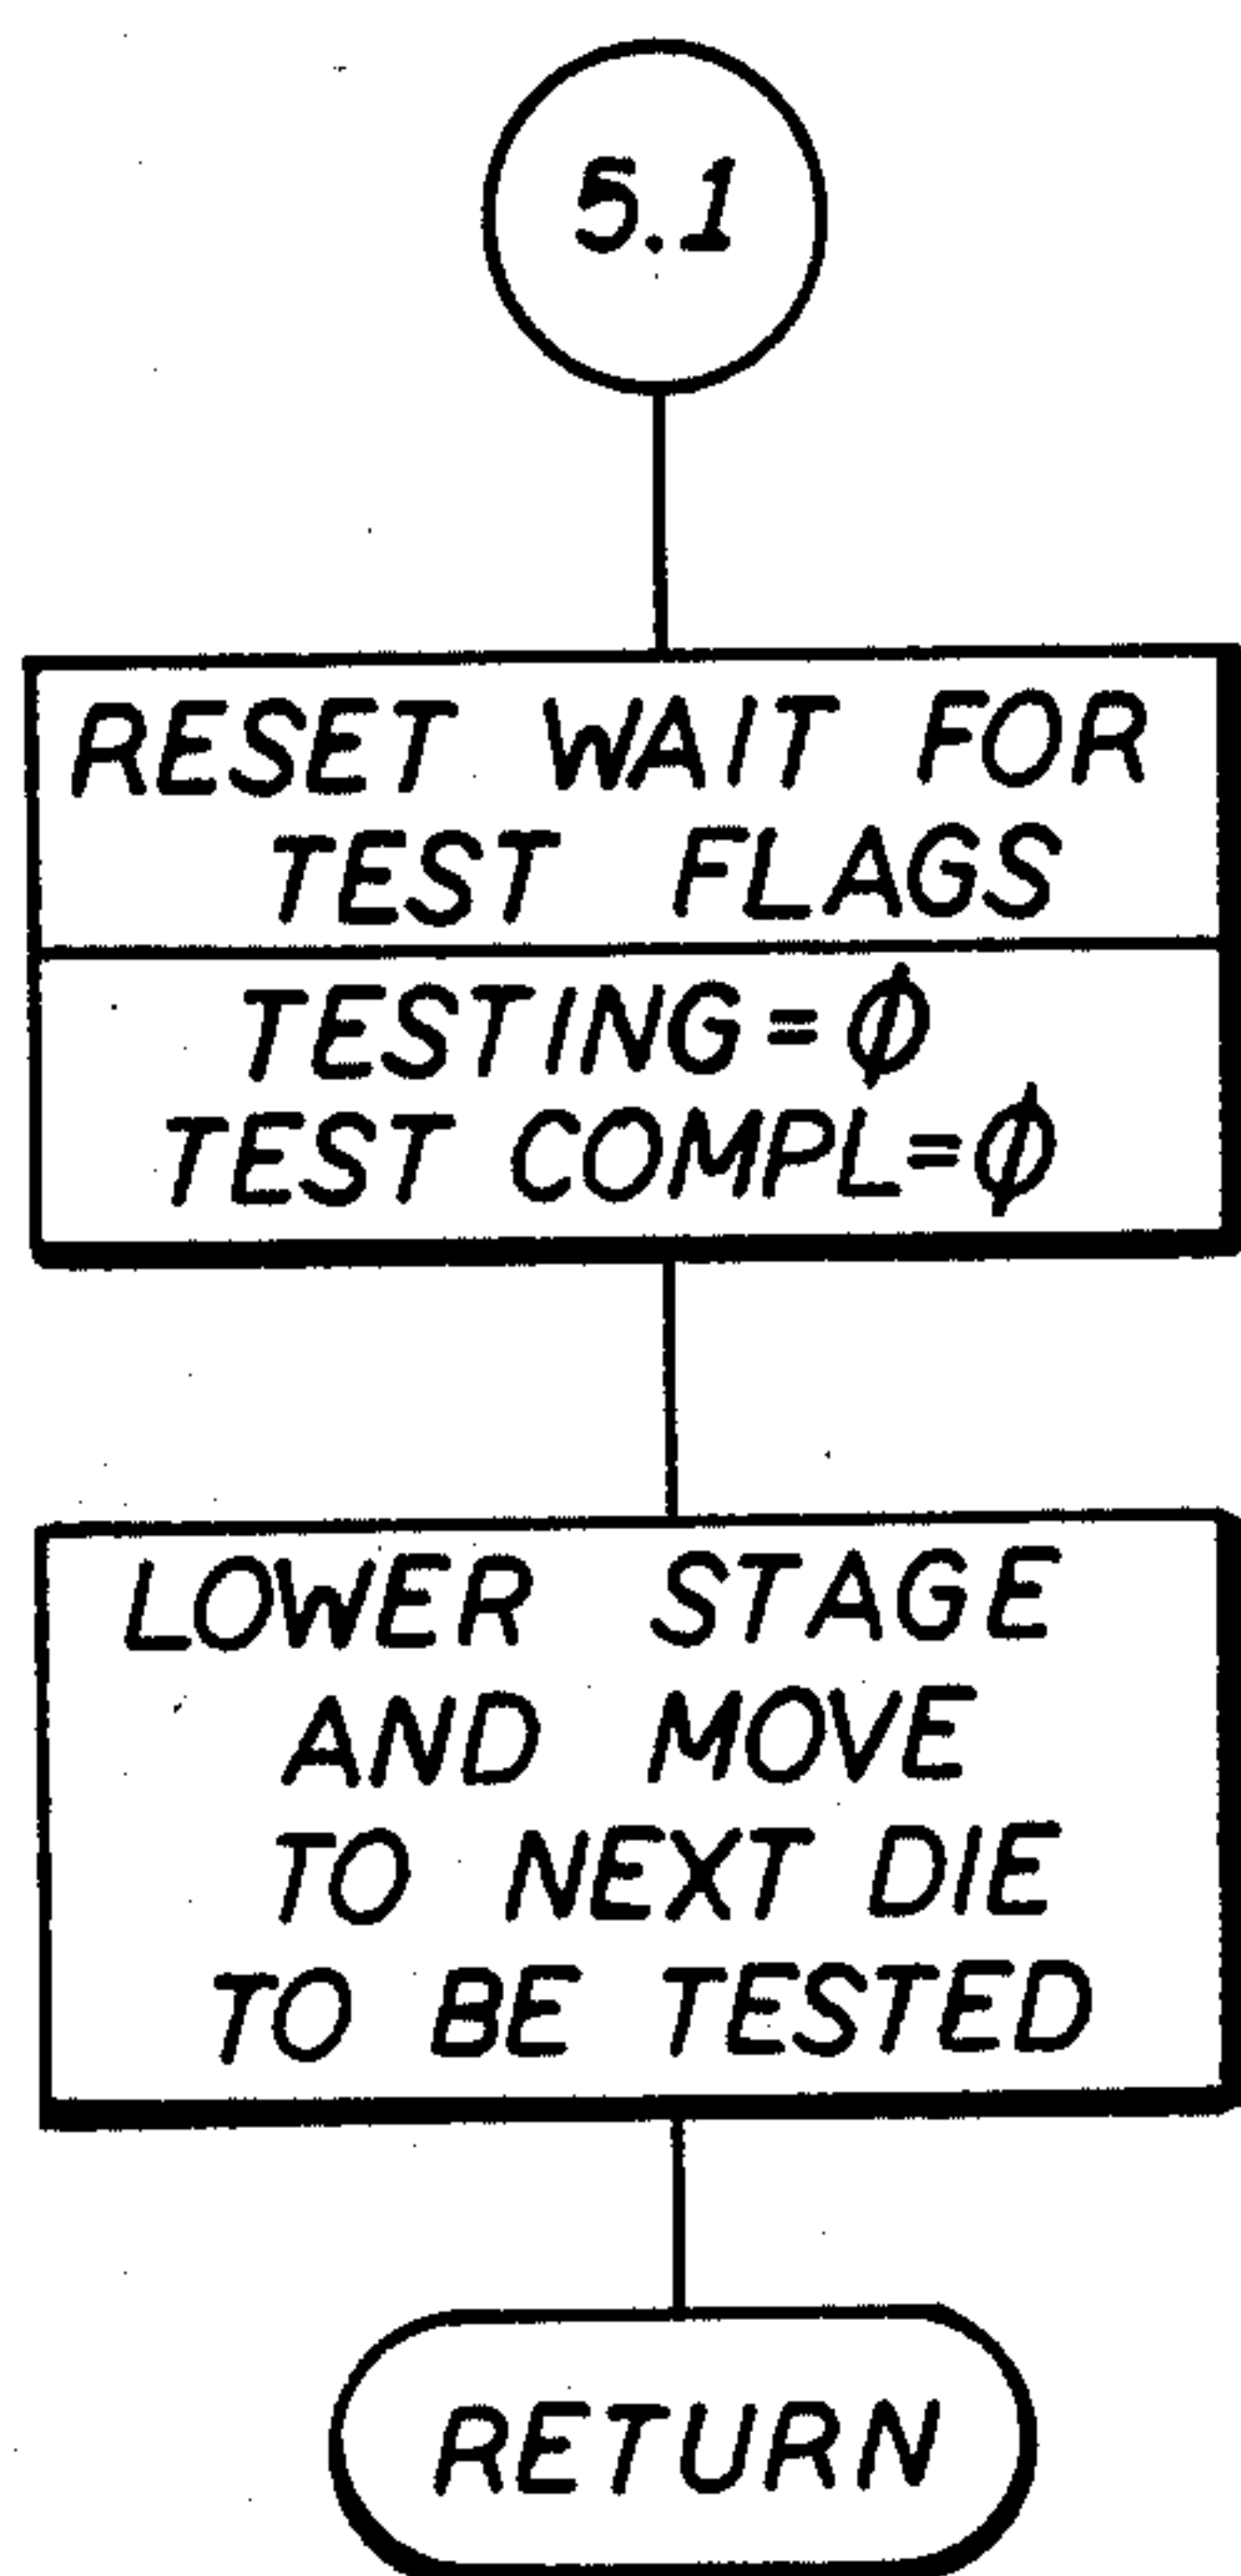 5.1
RESET WAIT FOR
TEST FLAGS
TESTING=Ø
TEST COMPL=Ø
LOWER STAGE
AND MOVE
TO NEXT DIE
TO BE TESTED
RETURN